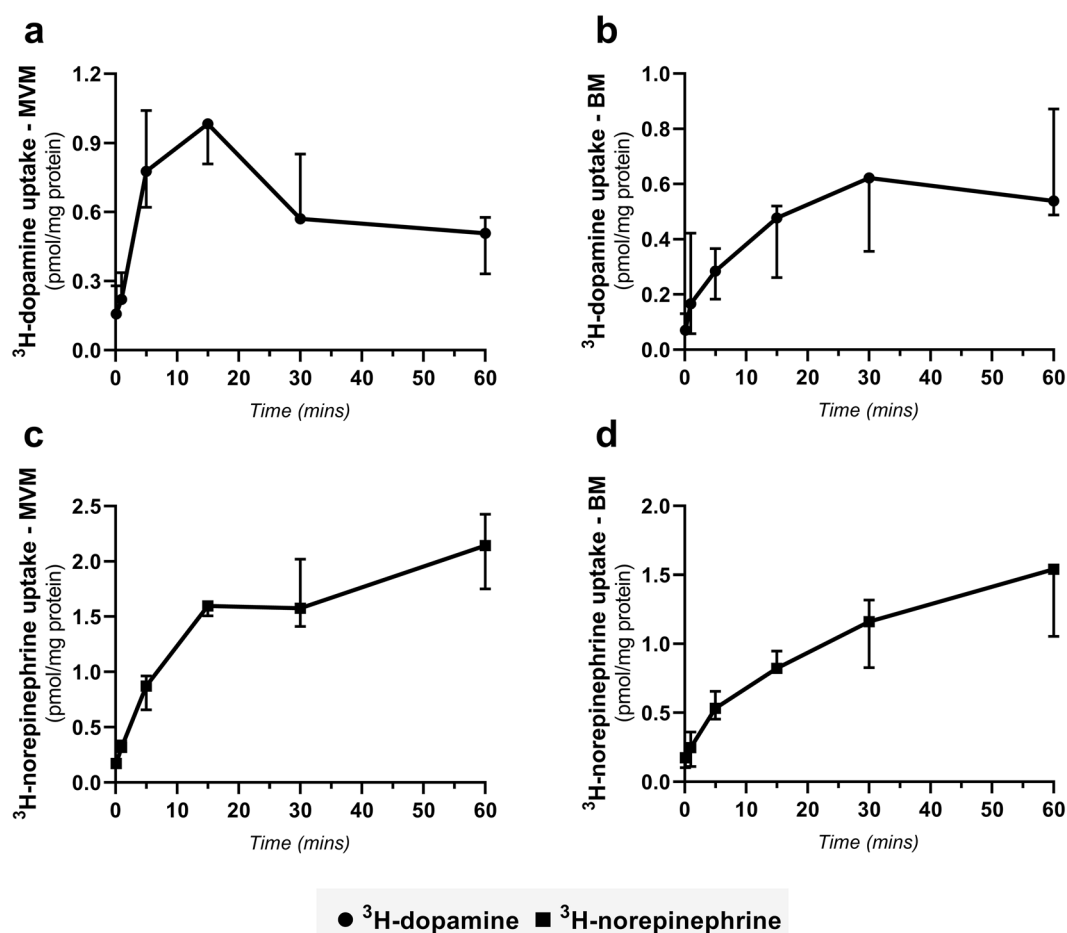 a
³H-dopamine uptake - MVM
(pmol/mg protein)
1.2
0.9
0.6
0.3
0.0
0 10 20 30 40 50 60
Time (mins)
b
³H-dopamine uptake - BM
(pmol/mg protein)
1.0
0.8
0.6
0.4
0.2
0.0
0 10 20 30 40 50 60
Time (mins)
c
³H-norepinephrine uptake - MVM
(pmol/mg protein)
2.5
2.0
1.5
1.0
0.5
0.0
0 10 20 30 40 50 60
Time (mins)
d
³H-norepinephrine uptake - BM
(pmol/mg protein)
2.0
1.5
1.0
0.5
0.0
0 10 20 30 40 50 60
Time (mins)
³H-dopamine ³H-norepinephrine